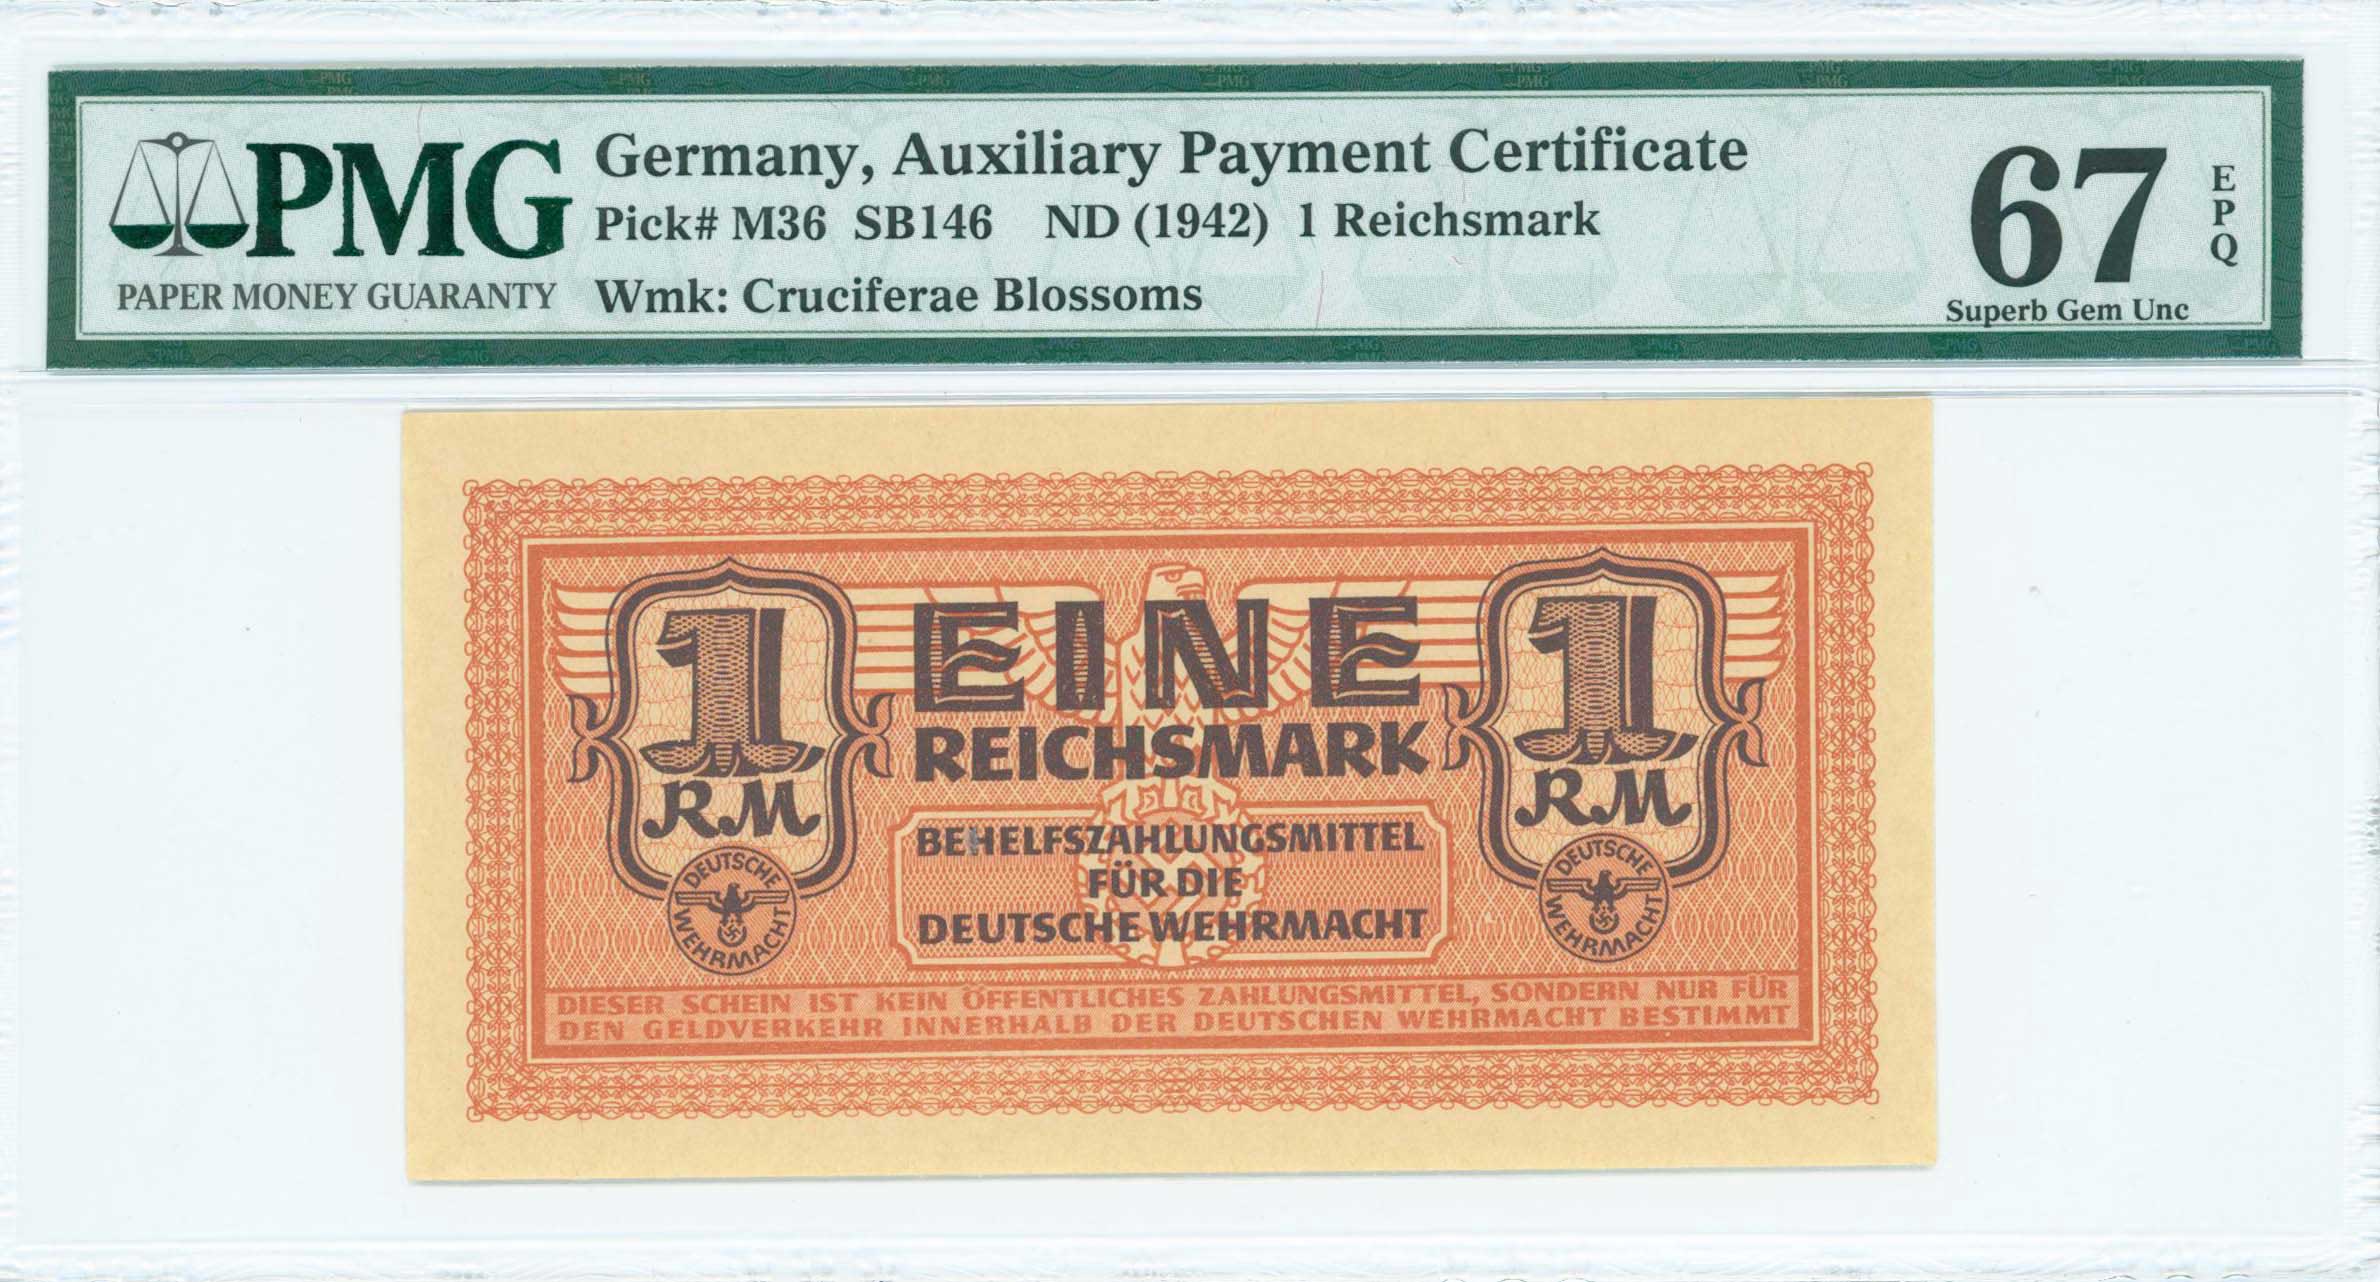 PMG
PAPER MONEY GUARANTY
Germany, Auxiliary Payment Certificate
Pick# M36 SB146 ND (1942) 1 Reichsmark
Wmk: Cruciferae Blossoms
67
EPQ
Superb Gem Unc
1 EINE 1
REICHSMARK
RM RM
BEHELFSZAHLUNGSMITTEL
FÜR DIE
DEUTSCHE WEHRMACHT
DEUTSCHE WEHRMACHT
DEUTSCHE WEHRMACHT
DIESER SCHEIN IST KEIN ÖFFENTLICHES ZAHLUNGSMITTEL, SONDERN NUR FÜR
DEN GELDVERKEHR INNERHALB DER DEUTSCHEN WEHRMACHT BESTIMMT